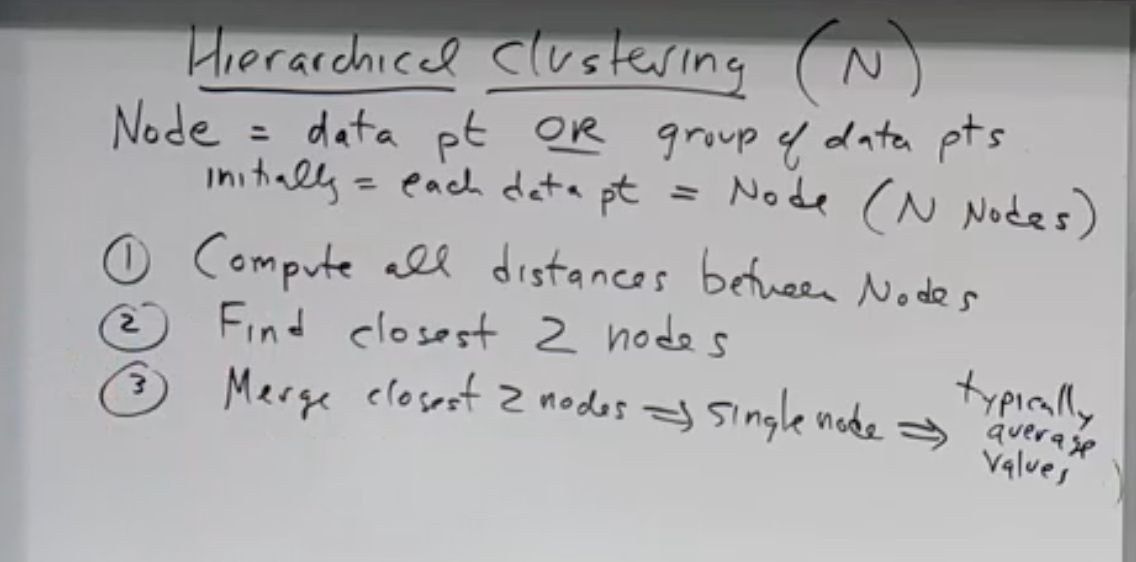 Hierarchical Clustering (N)
Node = data pt OR group of data pts
initially = each data pt = Node (N Nodes)
① Compute all distances between Nodes
② Find closest 2 nodes
③ Merge closest 2 nodes ⇒ single node ⇒ typically
average
values